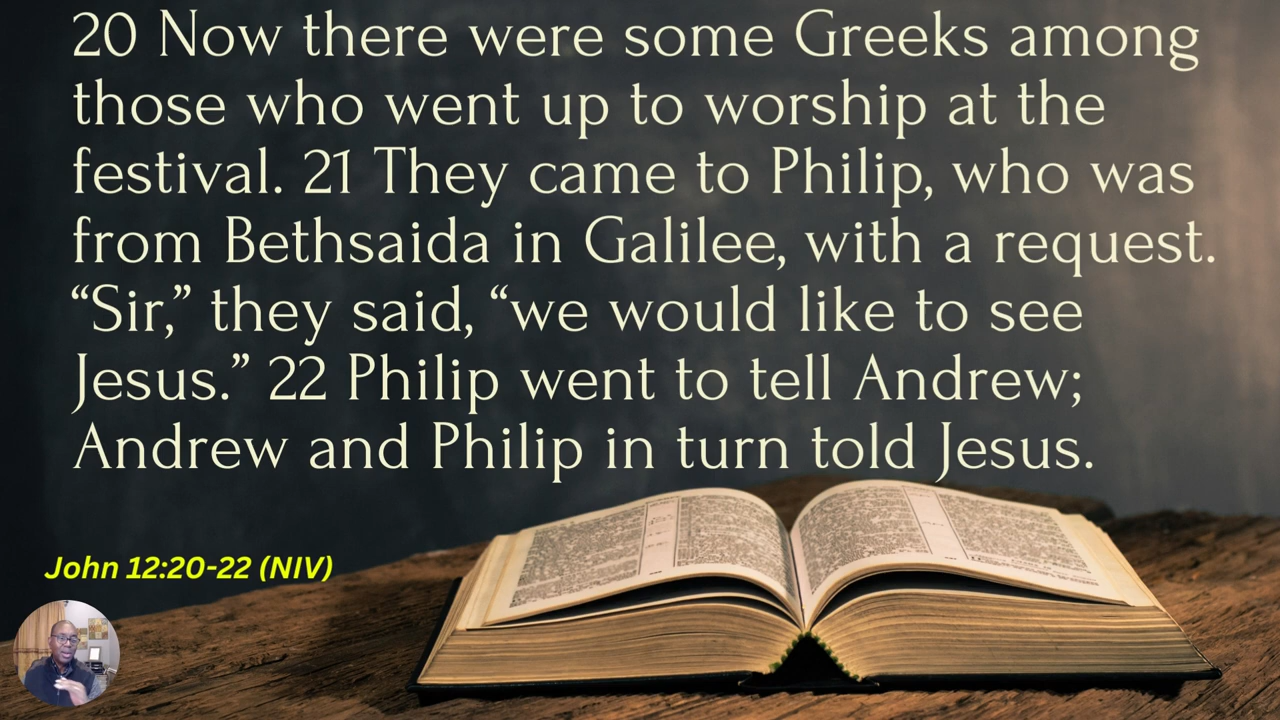 20 Now there were some Greeks among
those who went up to worship at the
festival. 21 They came to Philip, who was
from Bethsaida in Galilee, with a request.
“Sir,” they said, “we would like to see
Jesus.” 22 Philip went to tell Andrew;
Andrew and Philip in turn told Jesus.
John 12:20-22 (NIV)